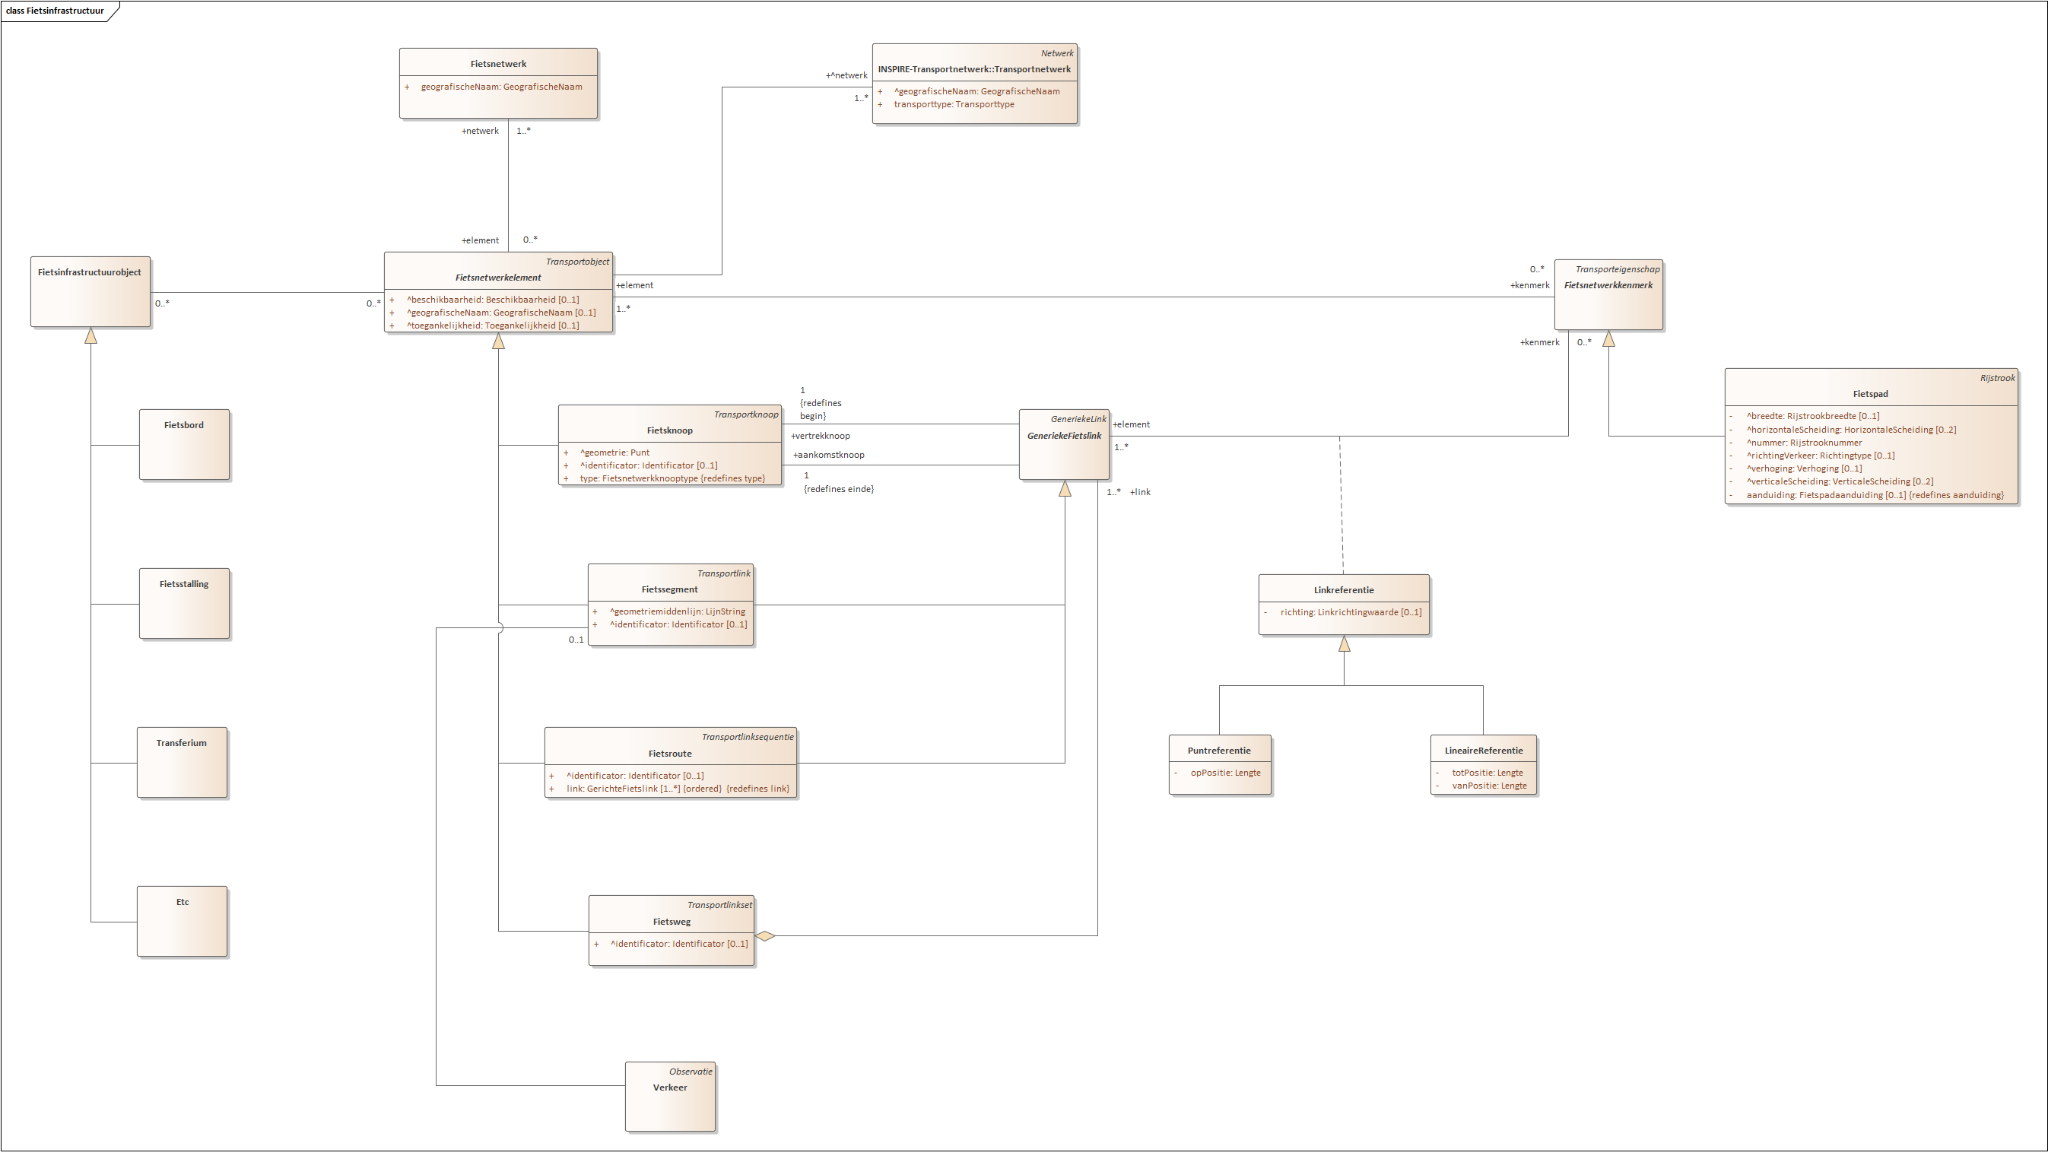 class Fietsinfrastructuur
Fietsnetwerk
+ geografischeNaam: GeografischeNaam
Netwerk
INSPIRE-Transportnetwerk::Transportnetwerk
+ ^geografischeNaam: GeografischeNaam
+ transporttype: Transporttype
+^netwerk
1..*
+netwerk 1..*
+element 0..*
Fietsinfrastructuurobject
0..*
0..*
Transportobject
Fietsnetwerkelement
+ ^beschikbaarheid: Beschikbaarheid [0..1]
+ ^geografischeNaam: GeografischeNaam [0..1]
+ ^toegankelijkheid: Toegankelijkheid [0..1]
+element
1..*
0..*
+kenmerk
Transporteigenschap
Fietsnetwerkkenmerk
+kenmerk 0..*
Rijstrook
Fietspad
- ^breedte: Rijstrookbreedte [0..1]
- ^horizontaleScheiding: HorizontaleScheiding [0..2]
- ^nummer: Rijstrooknummer
- ^richtingVerkeer: Richtingtype [0..1]
- ^verhoging: Verhoging [0..1]
- ^verticaleScheiding: VerticaleScheiding [0..2]
- aanduiding: Fietspadaanduiding [0..1] {redefines aanduiding}
Fietsbord
Transportknoop
Fietsknoop
+ ^geometrie: Punt
+ ^identificator: Identificator [0..1]
+ type: Fietsnetwerkknooptype {redefines type}
1
{redefines
begin}
+vertrekknoop
+aankomstknoop
1
{redefines einde}
GeneriekeLink
GeneriekeFietslink
+element
1..*
1..* +link
Fietsstalling
Transportlink
Fietssegment
+ ^geometriemiddenlijn: LijnString
+ ^identificator: Identificator [0..1]
0..1
Linkreferentie
- richting: Linkrichtingwaarde [0..1]
Transferium
Transportlinksequentie
Fietsroute
+ ^identificator: Identificator [0..1]
+ link: GerichteFietslink [1..*] {ordered} {redefines link}
Puntreferentie
- opPositie: Lengte
LineaireReferentie
- totPositie: Lengte
- vanPositie: Lengte
Etc
Transportlinkset
Fietsweg
+ ^identificator: Identificator [0..1]
Observatie
Verkeer